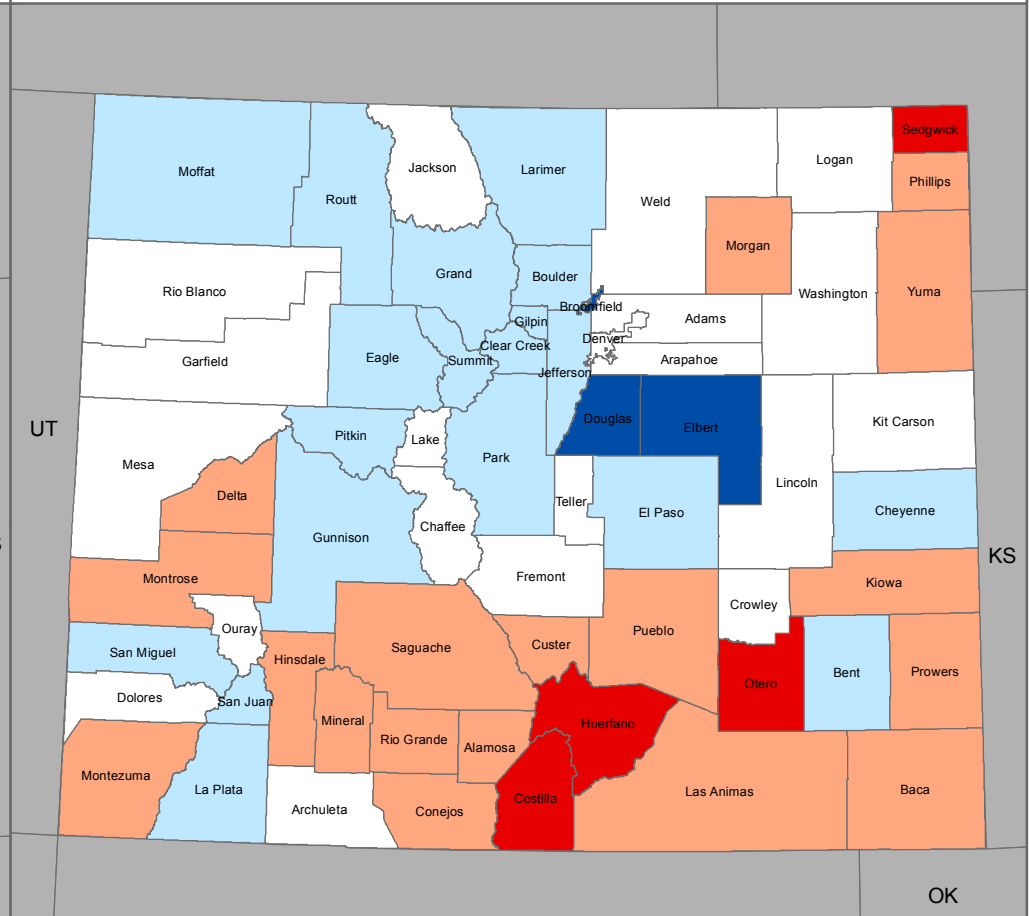 Sedgwick
Logan
Jackson
Larimer
Moffat
Phillips
Routt
Weld
Morgan
Grand
Boulder
Rio Blanco
Washington
Yuma
Broomfield
Gilpin
Adams
Denver
Clear Creek
Eagle
Summit
Garfield
Arapahoe
Jefferson
Douglas
Kit Carson
UT
Elbert
Pitkin
Lake
Park
Mesa
Lincoln
Delta
Teller
El Paso
Cheyenne
Chaffee
Gunnison
KS
Fremont
Montrose
Kiowa
Crowley
Ouray
Pueblo
Custer
Saguache
San Miguel
Hinsdale
Bent
Prowers
Otero
Dolores
San Juan
Mineral
Huerfano
Rio Grande
Alamosa
Montezuma
La Plata
Las Animas
Baca
Costilla
Archuleta
Conejos
OK